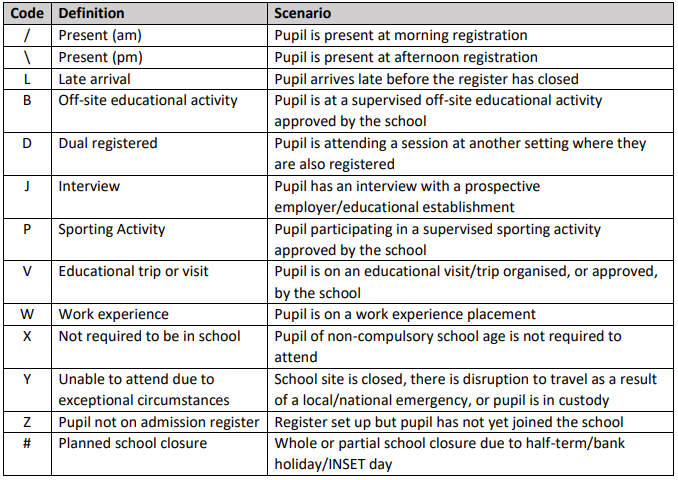 Code Definition Scenario
/ Present (am) Pupil is present at morning registration
\ Present (pm) Pupil is present at afternoon registration
L Late arrival Pupil arrives late before the register has closed
B Off-site educational activity Pupil is at a supervised off-site educational activity
approved by the school
D Dual registered Pupil is attending a session at another setting where they
are also registered
J Interview Pupil has an interview with a prospective
employer/educational establishment
P Sporting Activity Pupil participating in a supervised sporting activity
approved by the school
V Educational trip or visit Pupil is on an educational visit/trip organised, or approved,
by the school
W Work experience Pupil is on a work experience placement
X Not required to be in school Pupil of non-compulsory school age is not required to
attend
Y Unable to attend due to School site is closed, there is disruption to travel as a result
exceptional circumstances of a local/national emergency, or pupil is in custody
Z Pupil not on admission register Register set up but pupil has not yet joined the school
# Planned school closure Whole or partial school closure due to half-term/bank
holiday/INSET day